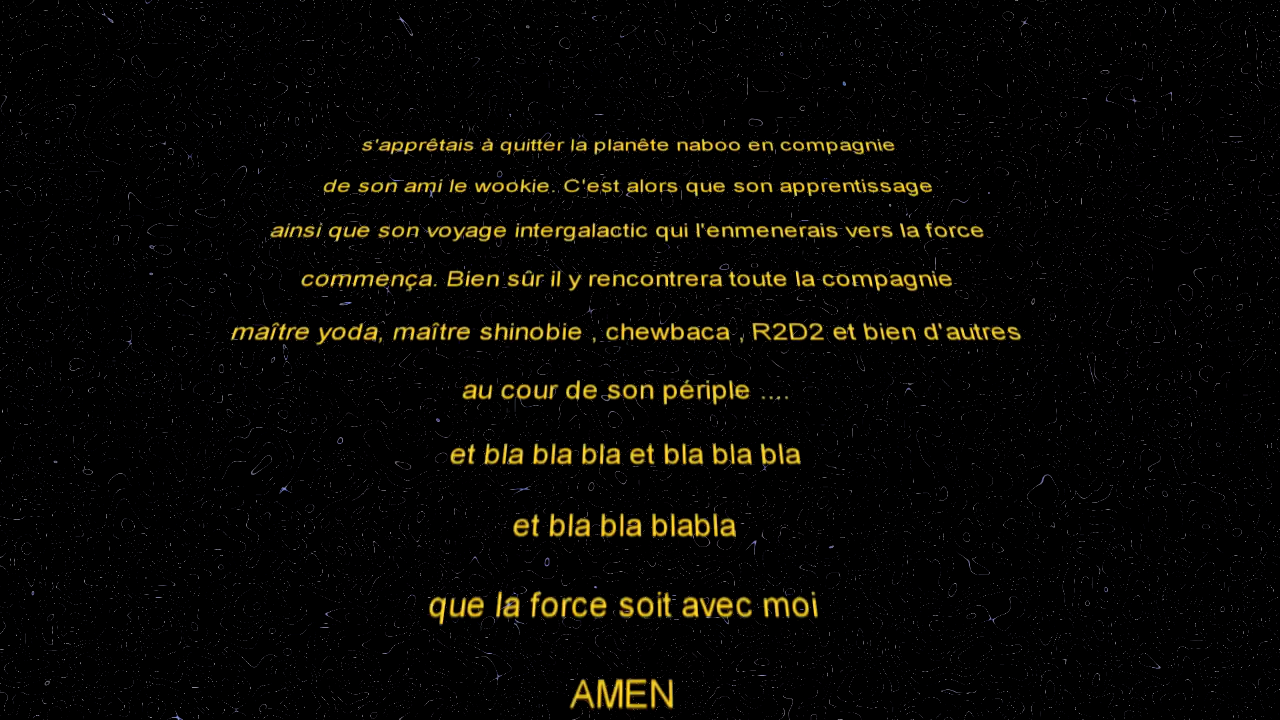 s'apprêtais à quitter la planête naboo en compagnie
de son ami le wookie. C'est alors que son apprentissage
ainsi que son voyage intergalactic qui l'enmenerais vers la force
commença. Bien sûr il y rencontrera toute la compagnie
maître yoda, maître shinobie , chewbaca , R2D2 et bien d'autres
au cour de son périple ....
et bla bla bla et bla bla bla
et bla bla blabla
que la force soit avec moi
AMEN